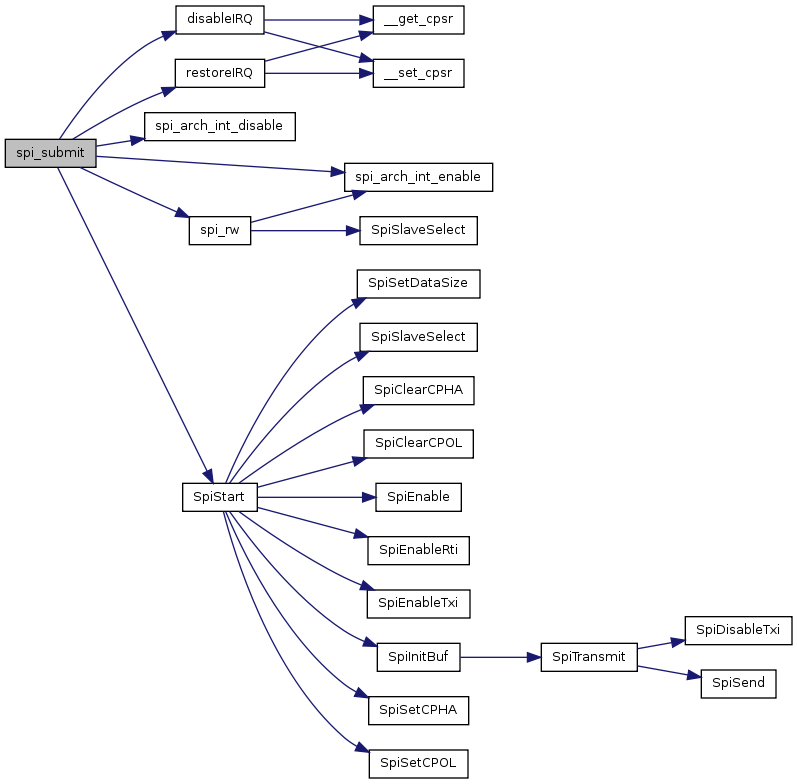 disableIRQ
__get_cpsr
restoreIRQ
__set_cpsr
spi_arch_int_disable
spi_submit
spi_arch_int_enable
spi_rw
SpiSlaveSelect
SpiSetDataSize
SpiSlaveSelect
SpiClearCPHA
SpiClearCPOL
SpiStart
SpiEnable
SpiEnableRti
SpiEnableTxi
SpiInitBuf
SpiTransmit
SpiDisableTxi
SpiSend
SpiSetCPHA
SpiSetCPOL